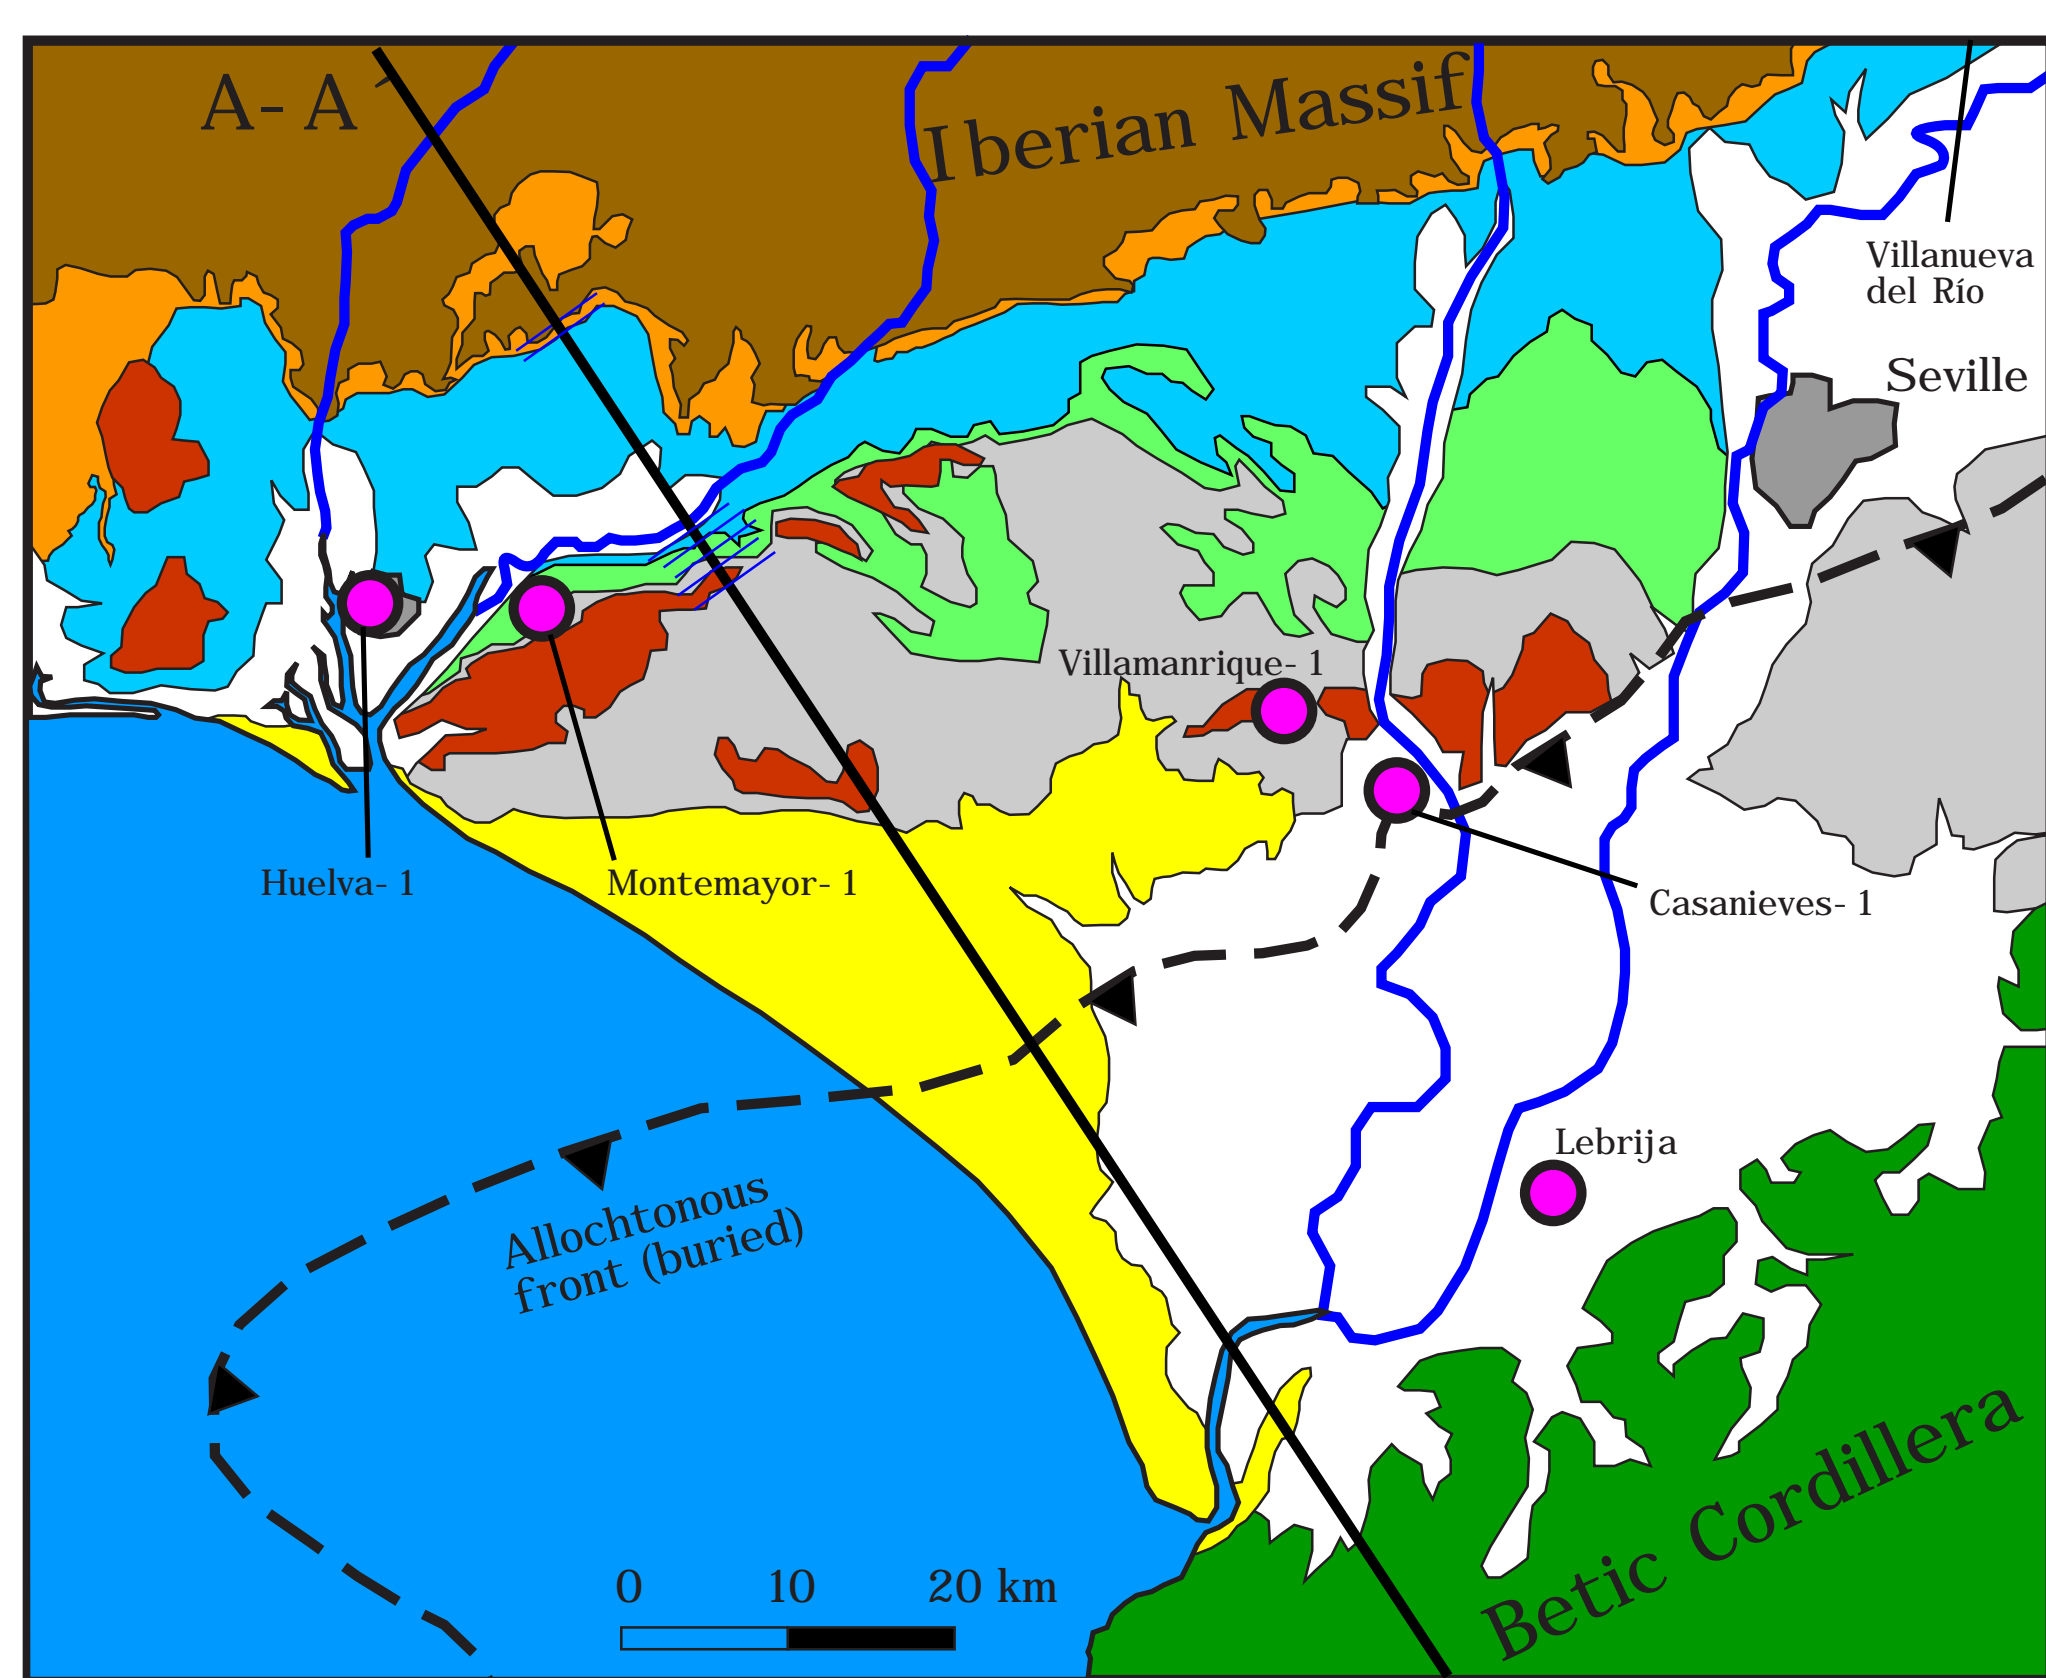 A- A'
Iberian Massif
Villanueva
del Río
Seville
Villamanrique- 1
Huelva- 1
Montemayor- 1
Casanieves- 1
Lebrija
Allochtonous
front (buried)
Betic Cordillera
0 10 20 km